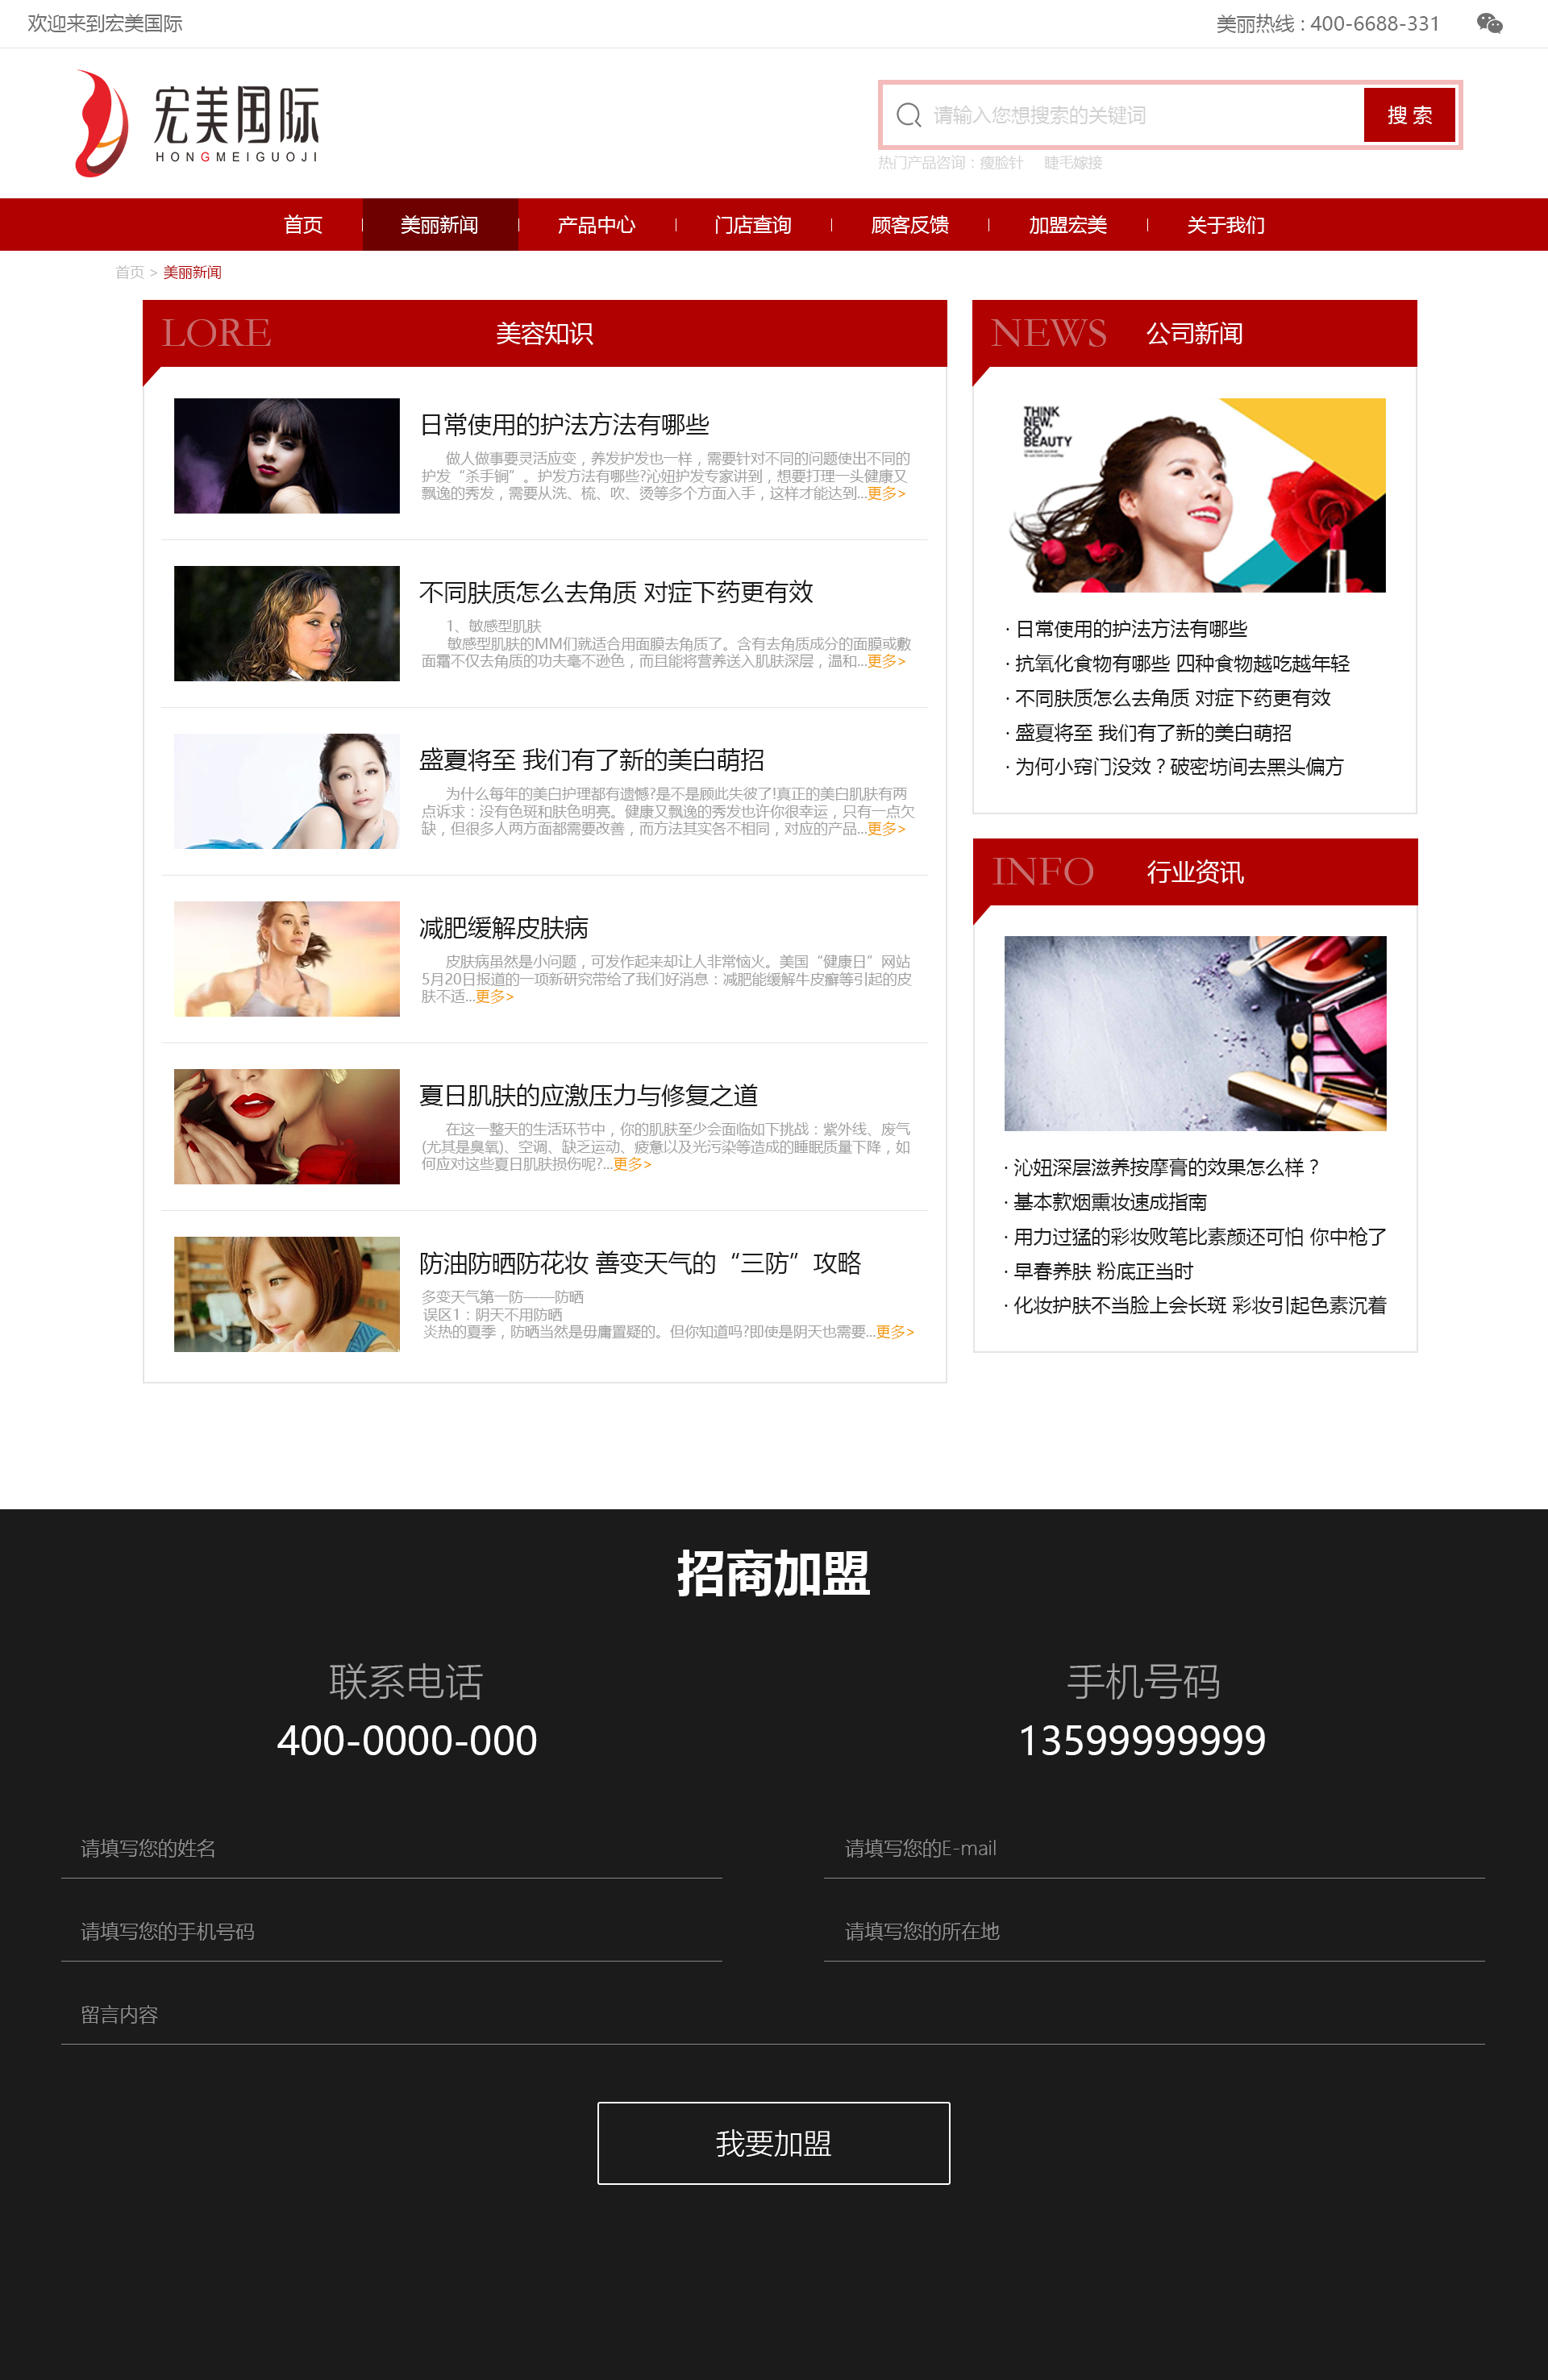 欢迎来到宏美国际
美丽热线 : 400-6688-331
宏美国际
HONGMEIGUOJI
请输入您想搜索的关键词
搜 索
热门产品咨询：瘦脸针 睫毛嫁接
首页 美丽新闻 产品中心 门店查询 顾客反馈 加盟宏美 关于我们
首页 > 美丽新闻
LORE 美容知识
日常使用的护法方法有哪些
做人做事要灵活应变，养发护发也一样，需要针对不同的问题使出不同的
护发“杀手锏”。护发方法有哪些?沁妞护发专家讲到，想要打理一头健康又
飘逸的秀发，需要从洗、梳、吹、烫等多个方面入手，这样才能达到...更多>
不同肤质怎么去角质 对症下药更有效
1、敏感型肌肤
敏感型肌肤的MM们就适合用面膜去角质了。含有去角质成分的面膜或敷
面霜不仅去角质的功夫毫不逊色，而且能将营养送入肌肤深层，温和...更多>
盛夏将至 我们有了新的美白萌招
为什么每年的美白护理都有遗憾?是不是顾此失彼了!真正的美白肌肤有两
点诉求：没有色斑和肤色明亮。健康又飘逸的秀发也许你很幸运，只有一点欠
缺，但很多人两方面都需要改善，而方法其实各不相同，对应的产品...更多>
减肥缓解皮肤病
皮肤病虽然是小问题，可发作起来却让人非常恼火。美国“健康日”网站
5月20日报道的一项新研究带给了我们好消息：减肥能缓解牛皮癣等引起的皮
肤不适...更多>
夏日肌肤的应激压力与修复之道
在这一整天的生活环节中，你的肌肤至少会面临如下挑战：紫外线、废气
(尤其是臭氧)、空调、缺乏运动、疲惫以及光污染等造成的睡眠质量下降，如
何应对这些夏日肌肤损伤呢?...更多>
防油防晒防花妆 善变天气的“三防”攻略
多变天气第一防——防晒
误区1：阴天不用防晒
炎热的夏季，防晒当然是毋庸置疑的。但你知道吗?即使是阴天也需要...更多>
NEWS 公司新闻
THINK
NEW,
GO
BEAUTY
· 日常使用的护法方法有哪些
· 抗氧化食物有哪些 四种食物越吃越年轻
· 不同肤质怎么去角质 对症下药更有效
· 盛夏将至 我们有了新的美白萌招
· 为何小窍门没效？破密坊间去黑头偏方
INFO 行业资讯
· 沁妞深层滋养按摩膏的效果怎么样？
· 基本款烟熏妆速成指南
· 用力过猛的彩妆败笔比素颜还可怕 你中枪了
· 早春养肤 粉底正当时
· 化妆护肤不当脸上会长斑 彩妆引起色素沉着
招商加盟
联系电话
400-0000-000
手机号码
13599999999
请填写您的姓名
请填写您的E-mail
请填写您的手机号码
请填写您的所在地
留言内容
我要加盟